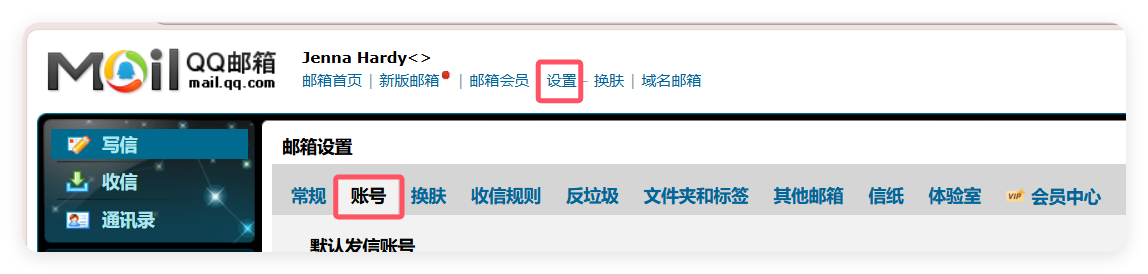 Mail QQ邮箱
mail.qq.com
Jenna Hardy<>
邮箱首页 | 新版邮箱 | 邮箱会员 设置 - 换肤 | 域名邮箱
写信
收信
通讯录
邮箱设置
常规 账号 换肤 收信规则 反垃圾 文件夹和标签 其他邮箱 信纸 体验室 VIP 会员中心
默认发信账号